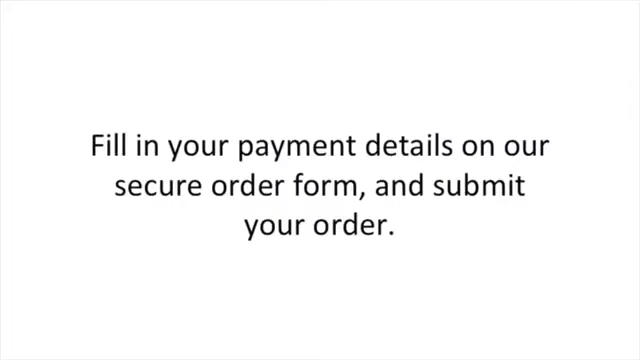 Fill in your payment details on our
secure order form, and submit
your order.